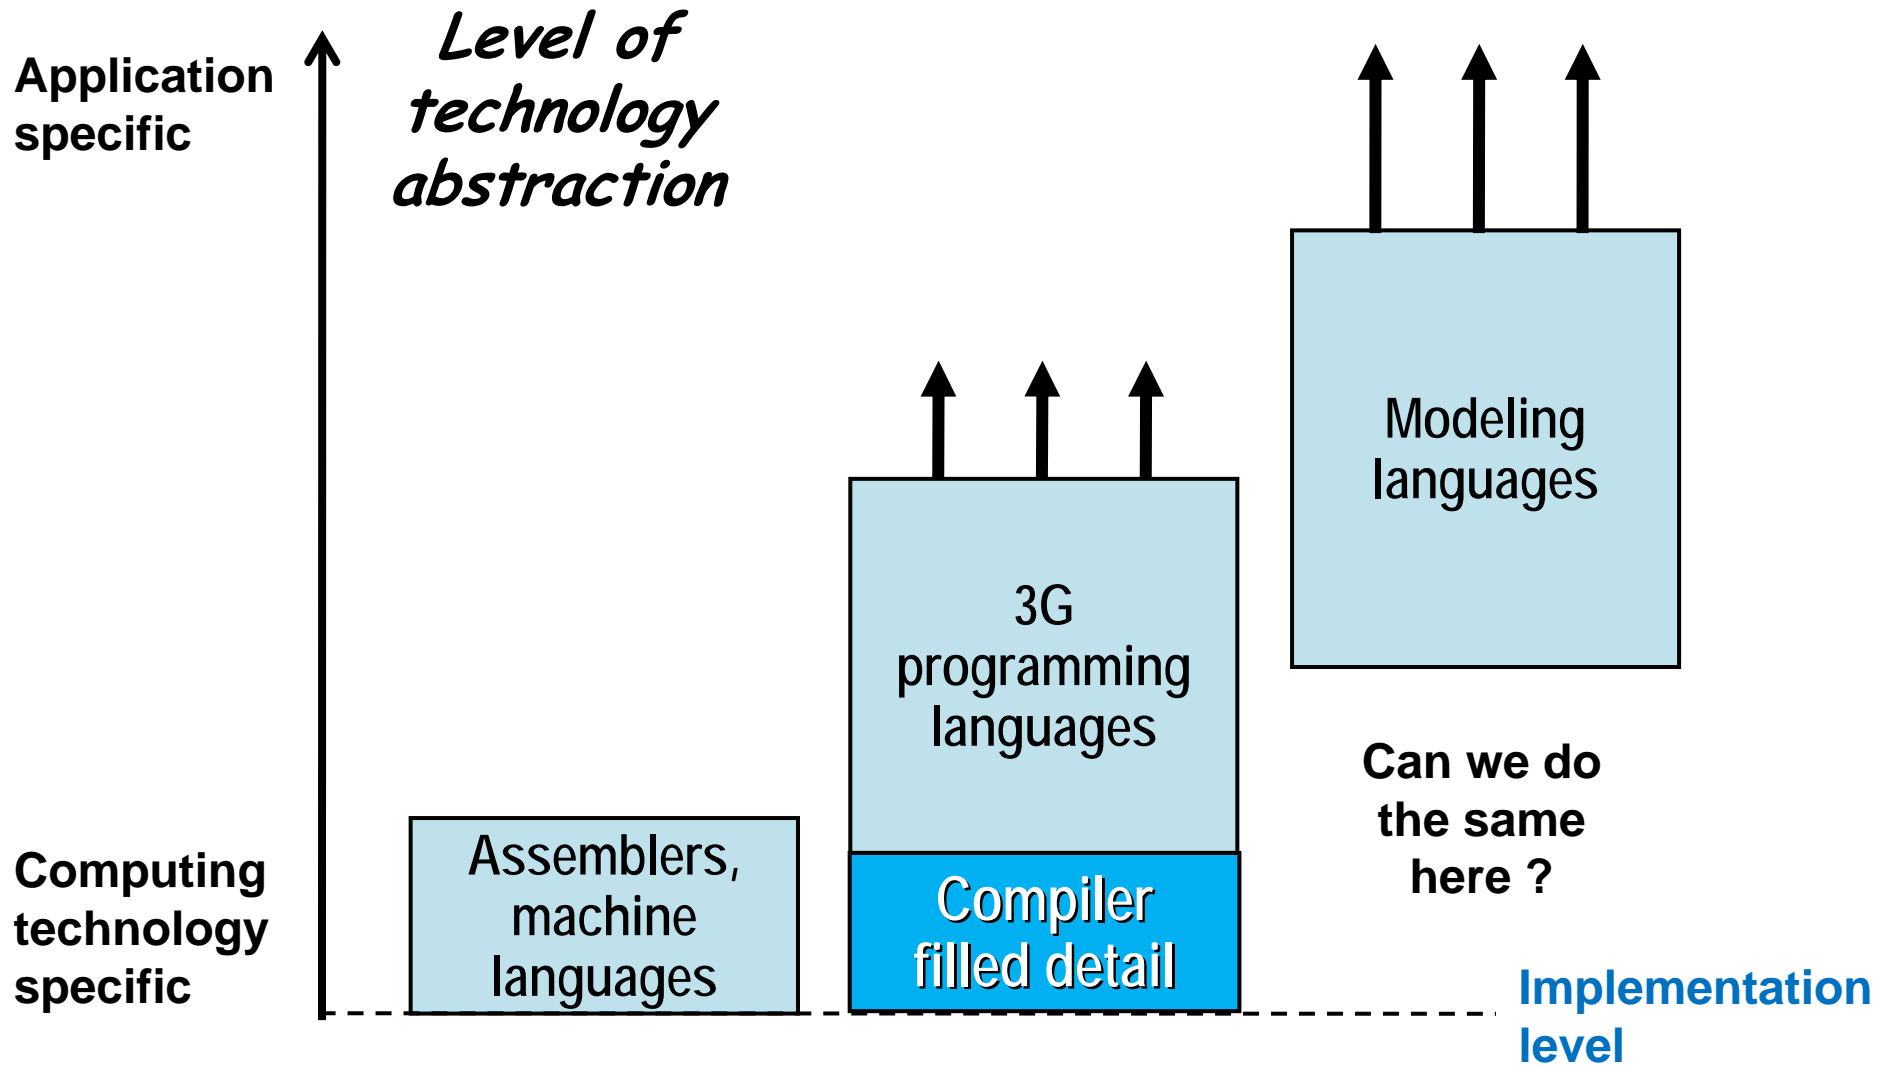 Level of
technology
abstraction
Application
specific
Modeling
languages
3G
programming
languages
Can we do
the same
here ?
Assemblers,
machine
languages
Compiler
filled detail
Computing
technology
specific
Implementation
level